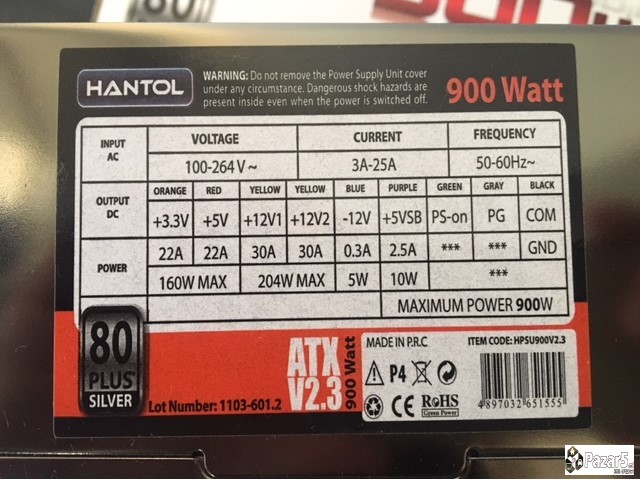 HANTOL
WARNING: Do not remove the Power Supply Unit cover
under any circumstance. Dangerous shock hazards are
present inside even when the power is switched off.
900 Watt
INPUT AC VOLTAGE CURRENT FREQUENCY
100-264V~ 3A-25A 50-60Hz~
OUTPUT DC ORANGE RED YELLOW YELLOW BLUE PURPLE GREEN GRAY BLACK
+3.3V +5V +12V1 +12V2 -12V +5VSB PS-on PG COM
POWER 22A 22A 30A 30A 0.3A 2.5A *** *** GND
160W MAX 204W MAX 5W 10W ***
MAXIMUM POWER 900W
80
PLUS
SILVER
Lot Number: 1103-601.2
ATX
V2.3
900 Watt
MADE IN P.R.C
ITEM CODE: HPSU900V2.3
P4
CE RoHS
Green Power
4 897032 651555
Pazar5